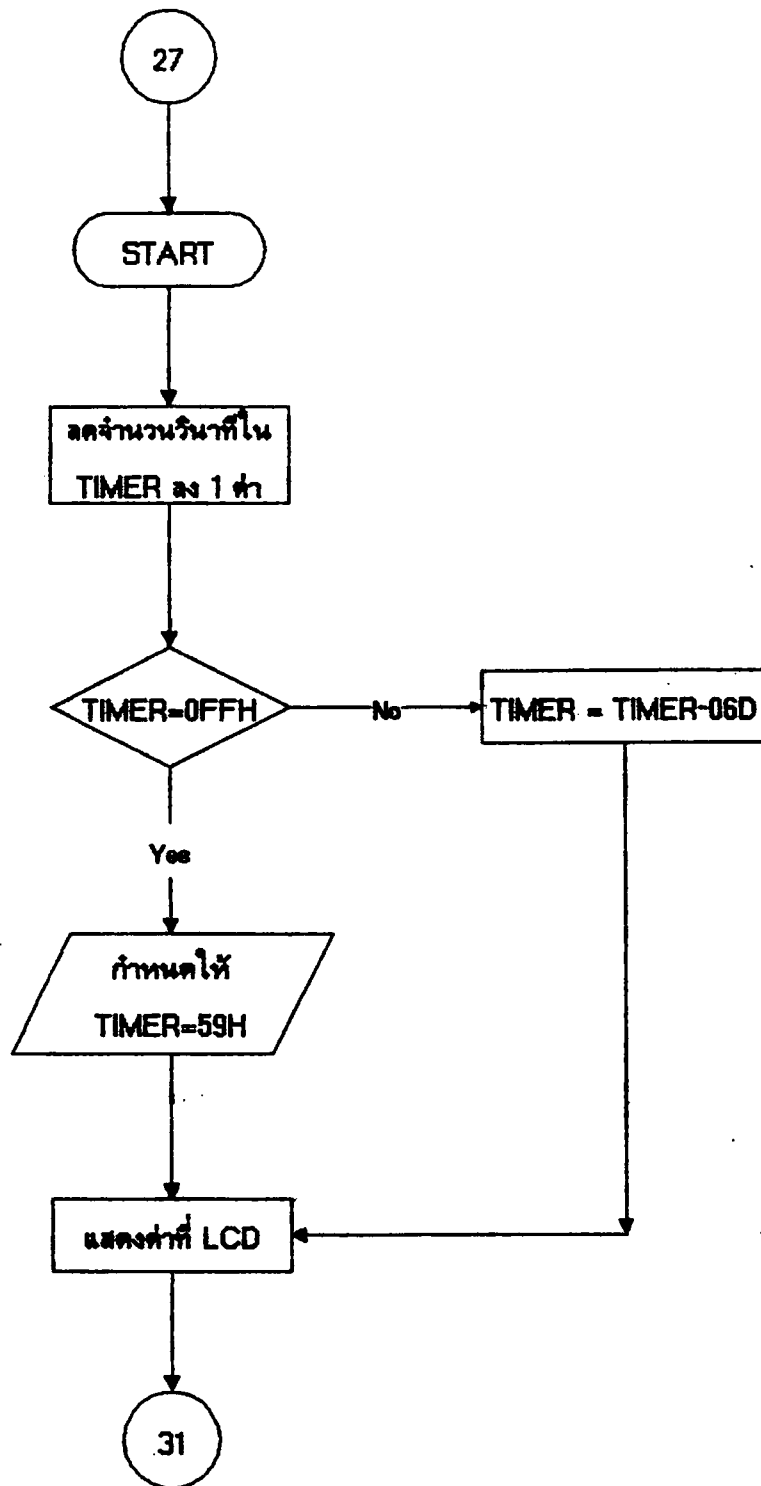 27
START
ลดจำนวนวินาทีใน
TIMER ลง 1 ค่า
TIMER=0FFH
No
TIMER = TIMER-06D
Yes
กำหนดให้
TIMER=59H
แสดงค่าที่ LCD
31